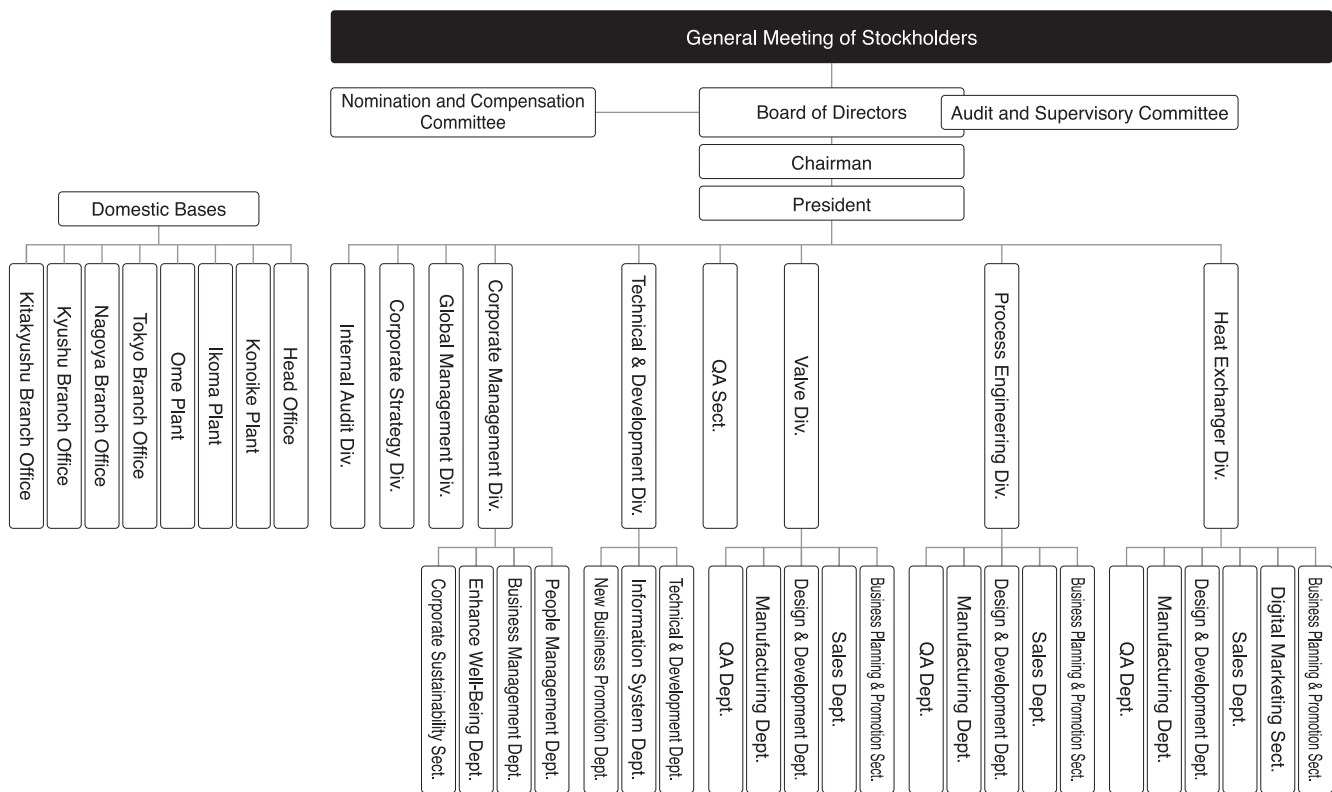 General Meeting of Stockholders
Nomination and Compensation
Committee
Board of Directors
Audit and Supervisory Committee
Chairman
President
Domestic Bases
Kitakyushu Branch Office
Kyushu Branch Office
Nagoya Branch Office
Tokyo Branch Office
Ome Plant
Ikoma Plant
Konoike Plant
Head Office
Internal Audit Div.
Corporate Strategy Div.
Global Management Div.
Corporate Management Div.
Technical & Development Div.
QA Sect.
Valve Div.
Process Engineering Div.
Heat Exchanger Div.
Corporate Sustainability Sect.
Enhance Well-Being Dept.
Business Management Dept.
People Management Dept.
New Business Promotion Dept.
Information System Dept.
Technical & Development Dept.
QA Dept.
Manufacturing Dept.
Design & Development Dept.
Sales Dept.
Business Planning & Promotion Sect.
QA Dept.
Manufacturing Dept.
Design & Development Dept.
Sales Dept.
Business Planning & Promotion Sect.
QA Dept.
Manufacturing Dept.
Design & Development Dept.
Sales Dept.
Digital Marketing Sect.
Business Planning & Promotion Sect.